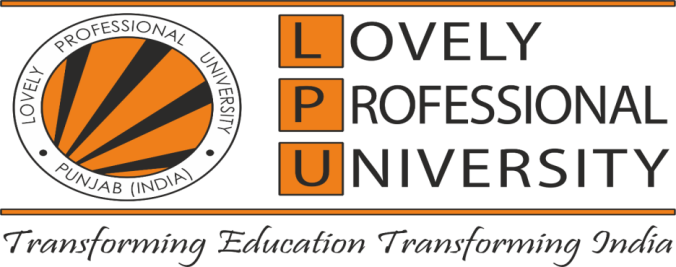 LOVELY PROFESSIONAL UNIVERSITY
• PUNJAB (INDIA) •
LOVELY
PROFESSIONAL
UNIVERSITY
Transforming Education Transforming India